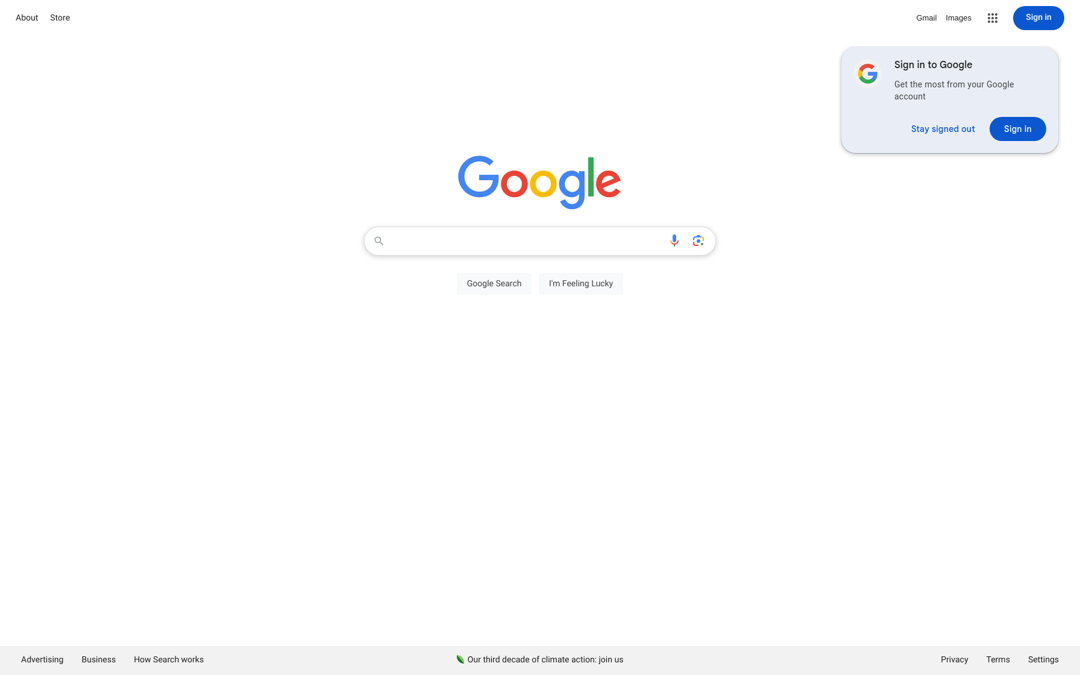 About Store
Gmail Images Sign in
Sign in to Google
Get the most from your Google
account
Stay signed out Sign in
Google
Google Search I'm Feeling Lucky
Advertising Business How Search works
Our third decade of climate action: join us
Privacy Terms Settings